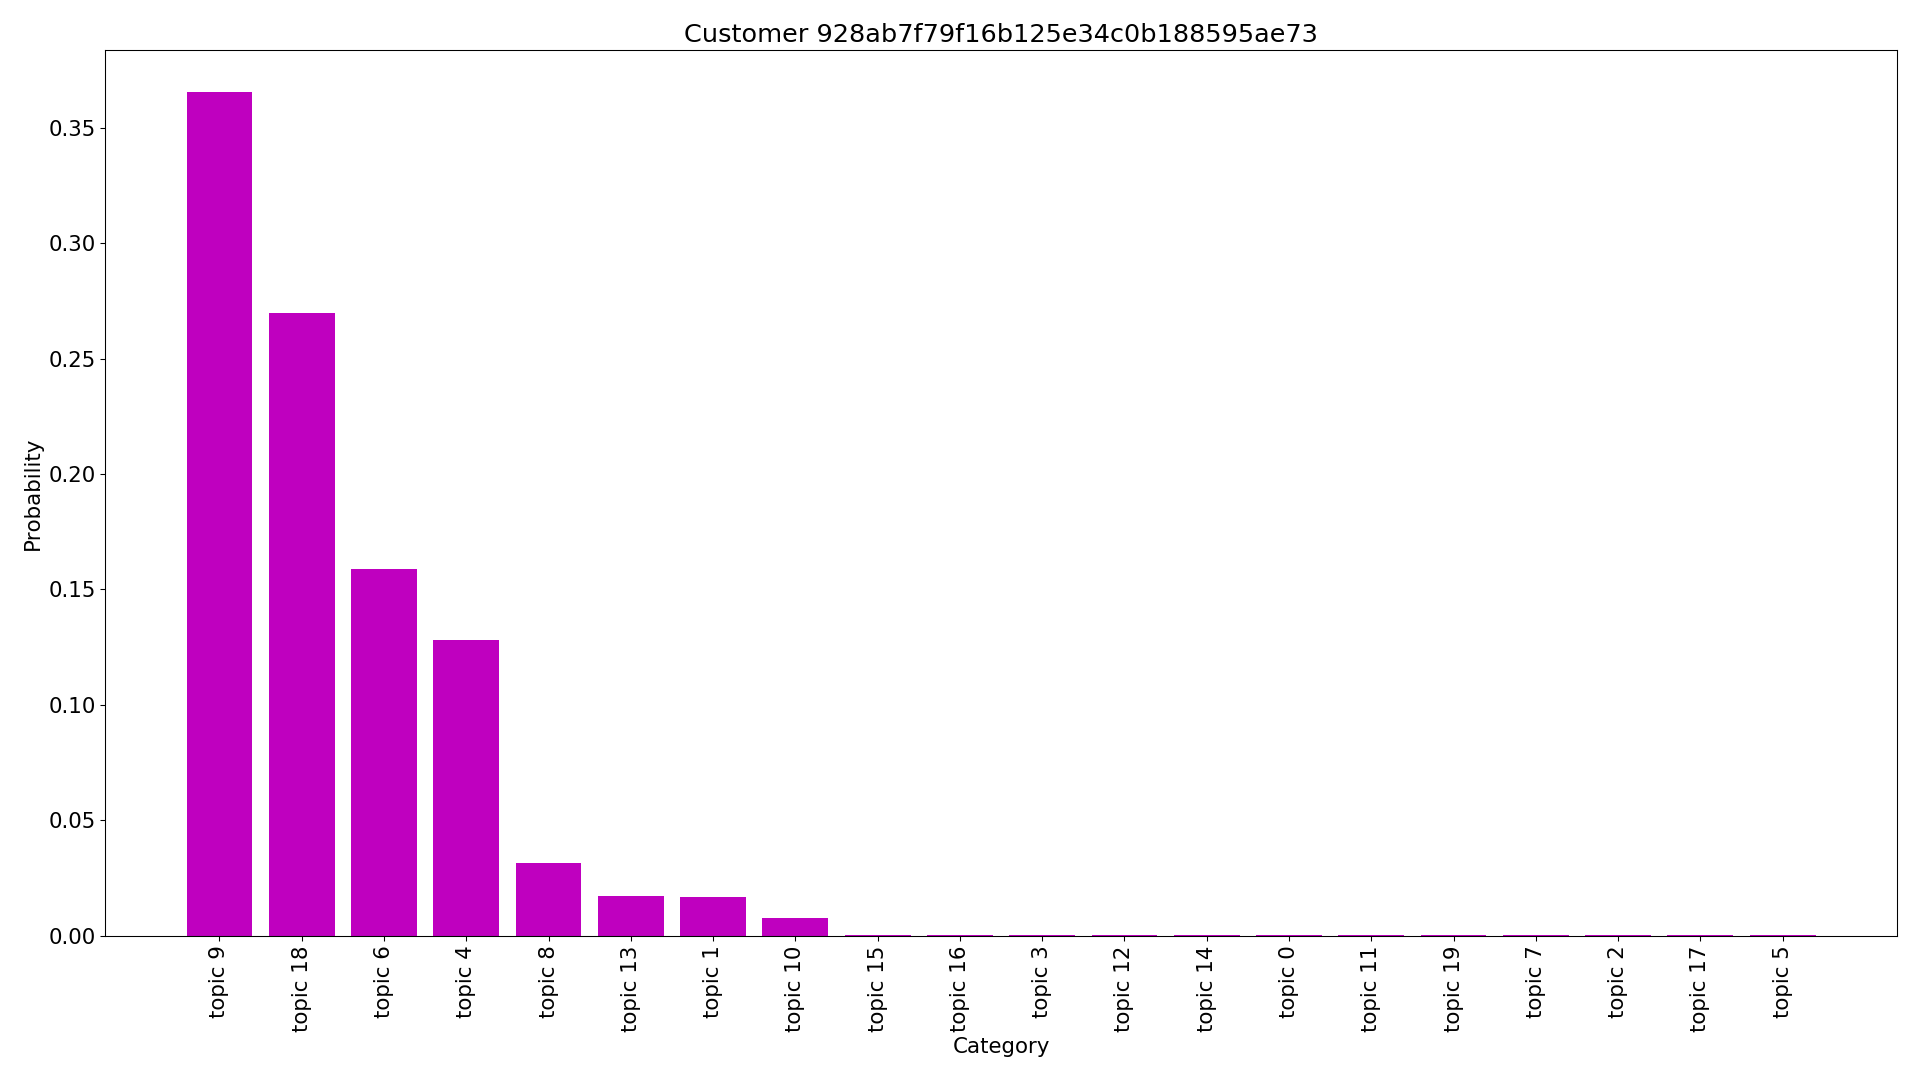 Customer 928ab7f79f16b125e34c0b188595ae73
Probability
0.35
0.30
0.25
0.20
0.15
0.10
0.05
0.00
topic 9
topic 18
topic 6
topic 4
topic 8
topic 13
topic 1
topic 10
topic 15
topic 16
topic 3
topic 12
topic 14
topic 0
topic 11
topic 19
topic 7
topic 2
topic 17
topic 5
Category